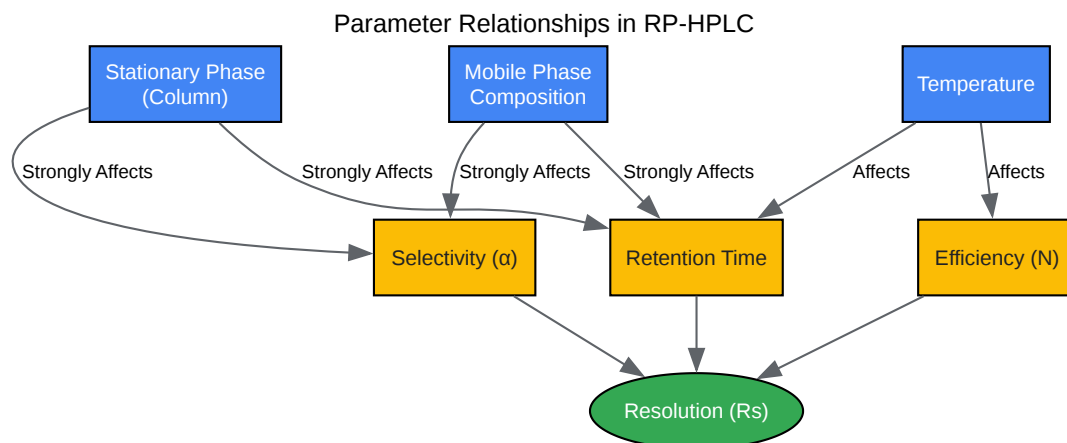 Parameter Relationships in RP-HPLC
Stationary Phase
(Column)
Mobile Phase
Composition
Temperature
Strongly Affects
Strongly Affects
Strongly Affects
Strongly Affects
Affects
Affects
Selectivity (α)
Retention Time
Efficiency (N)
Resolution (Rs)